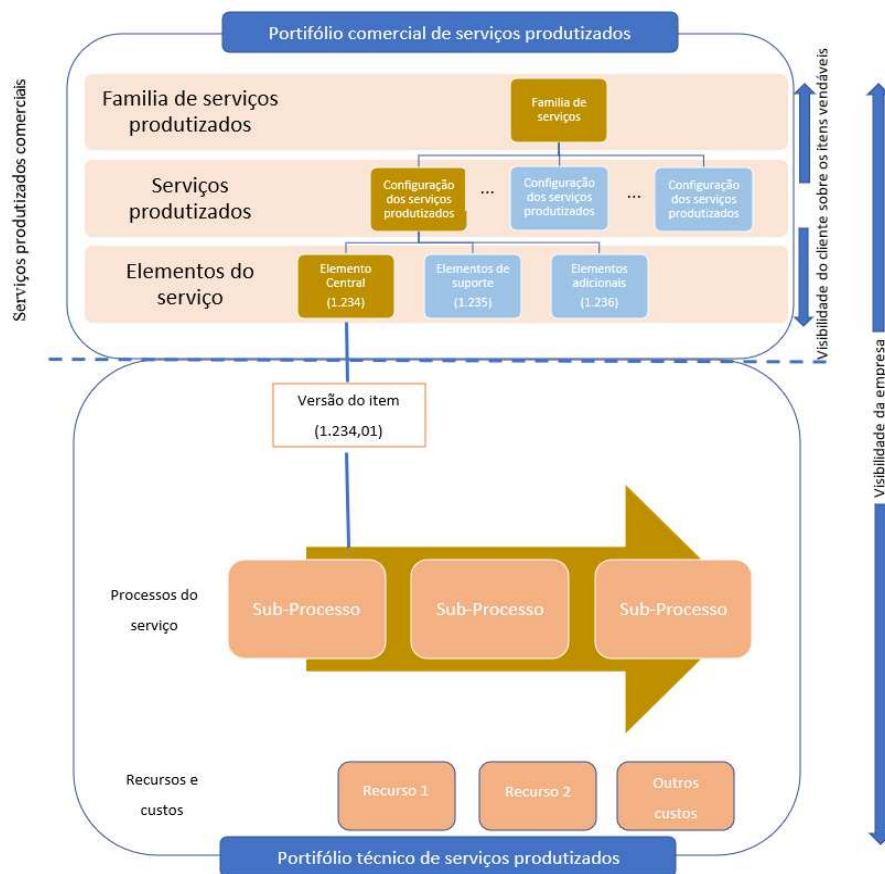 Portifólio comercial de serviços produtizados
Serviços produtizados comerciais
Familia de serviços
produtizados
Familia de
serviços
Serviços
produtizados
Configuração
dos serviços
produtizados
...
Configuração
dos serviços
produtizados
...
Configuração
dos serviços
produtizados
Elementos do
serviço
Elemento
Central
(1.234)
Elementos de
suporte
(1.235)
Elementos
adicionais
(1.236)
Visibilidade do cliente sobre os itens vendáveis
Visibilidade da empresa
Versão do item
(1.234,01)
Processos do
serviço
Sub-Processo
Sub-Processo
Sub-Processo
Recursos e
custos
Recurso 1
Recurso 2
Outros
custos
Portifólio técnico de serviços produtizados